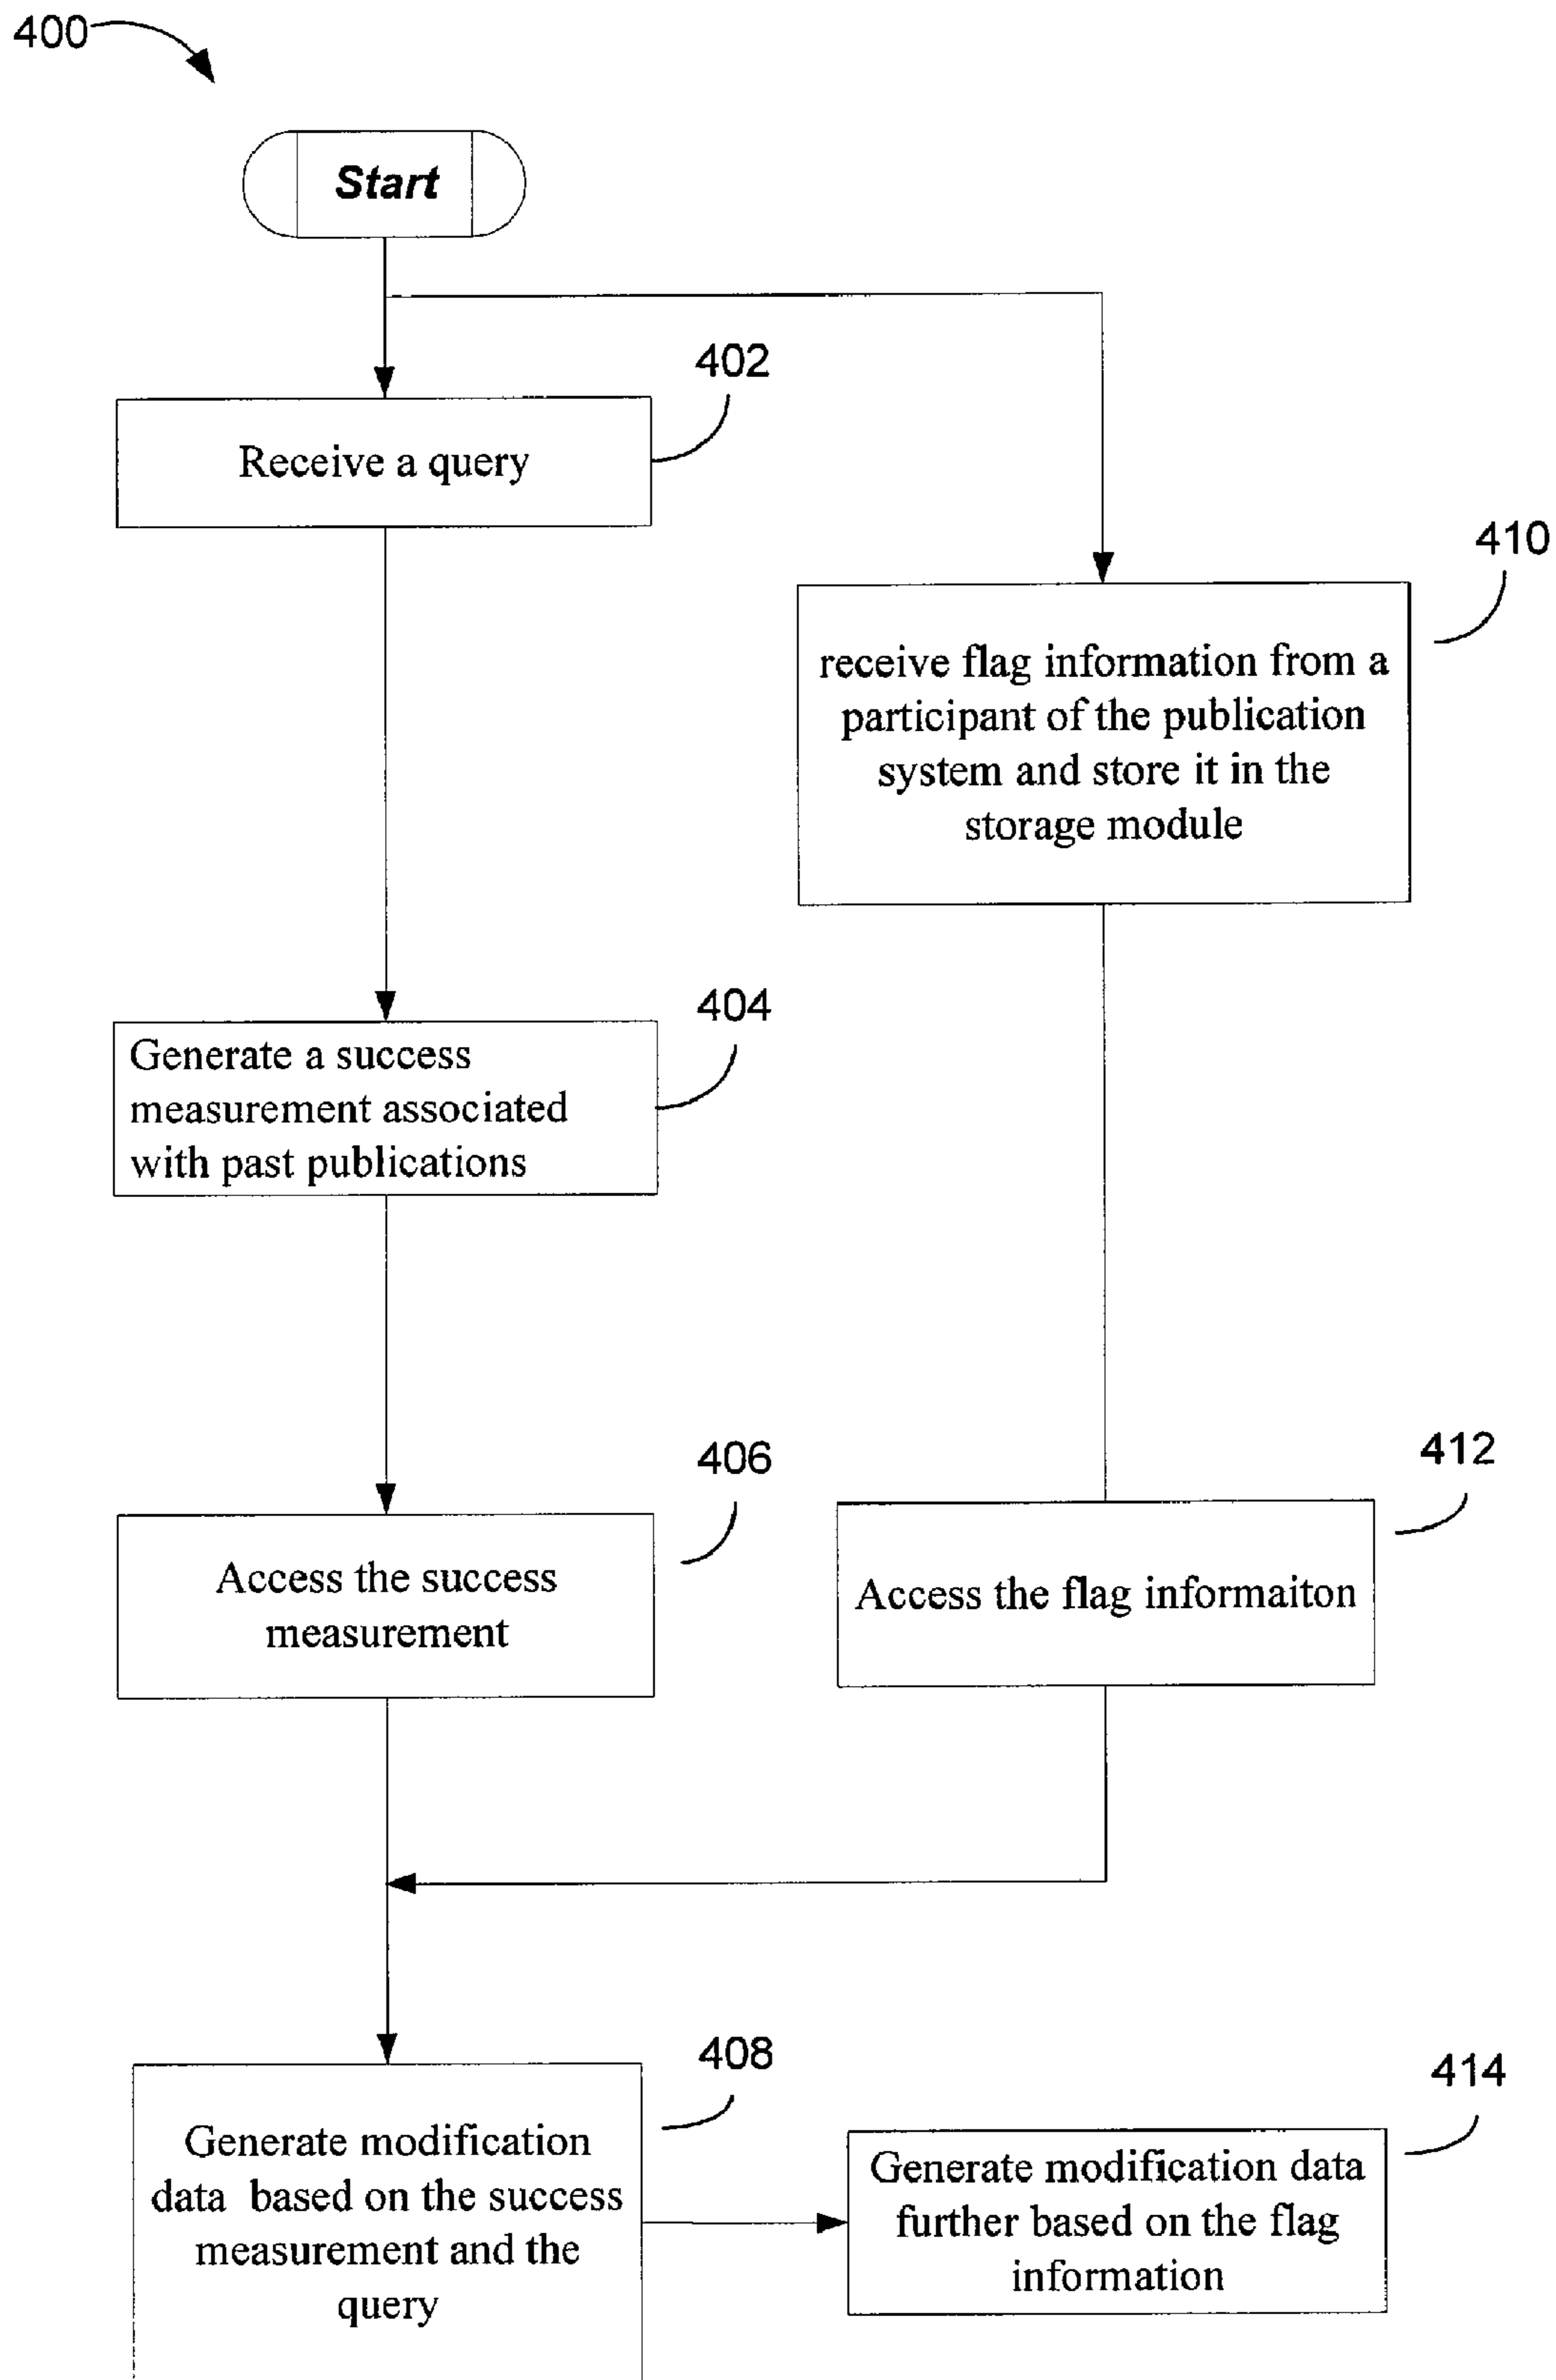 400
Start
402
Receive a query
410
receive flag information from a
participant of the publication
system and store it in the
storage module
404
Generate a success
measurement associated
with past publications
406
Access the success
measurement
412
Access the flag informaiton
408
Generate modification
data based on the success
measurement and the
query
414
Generate modification data
further based on the flag
information